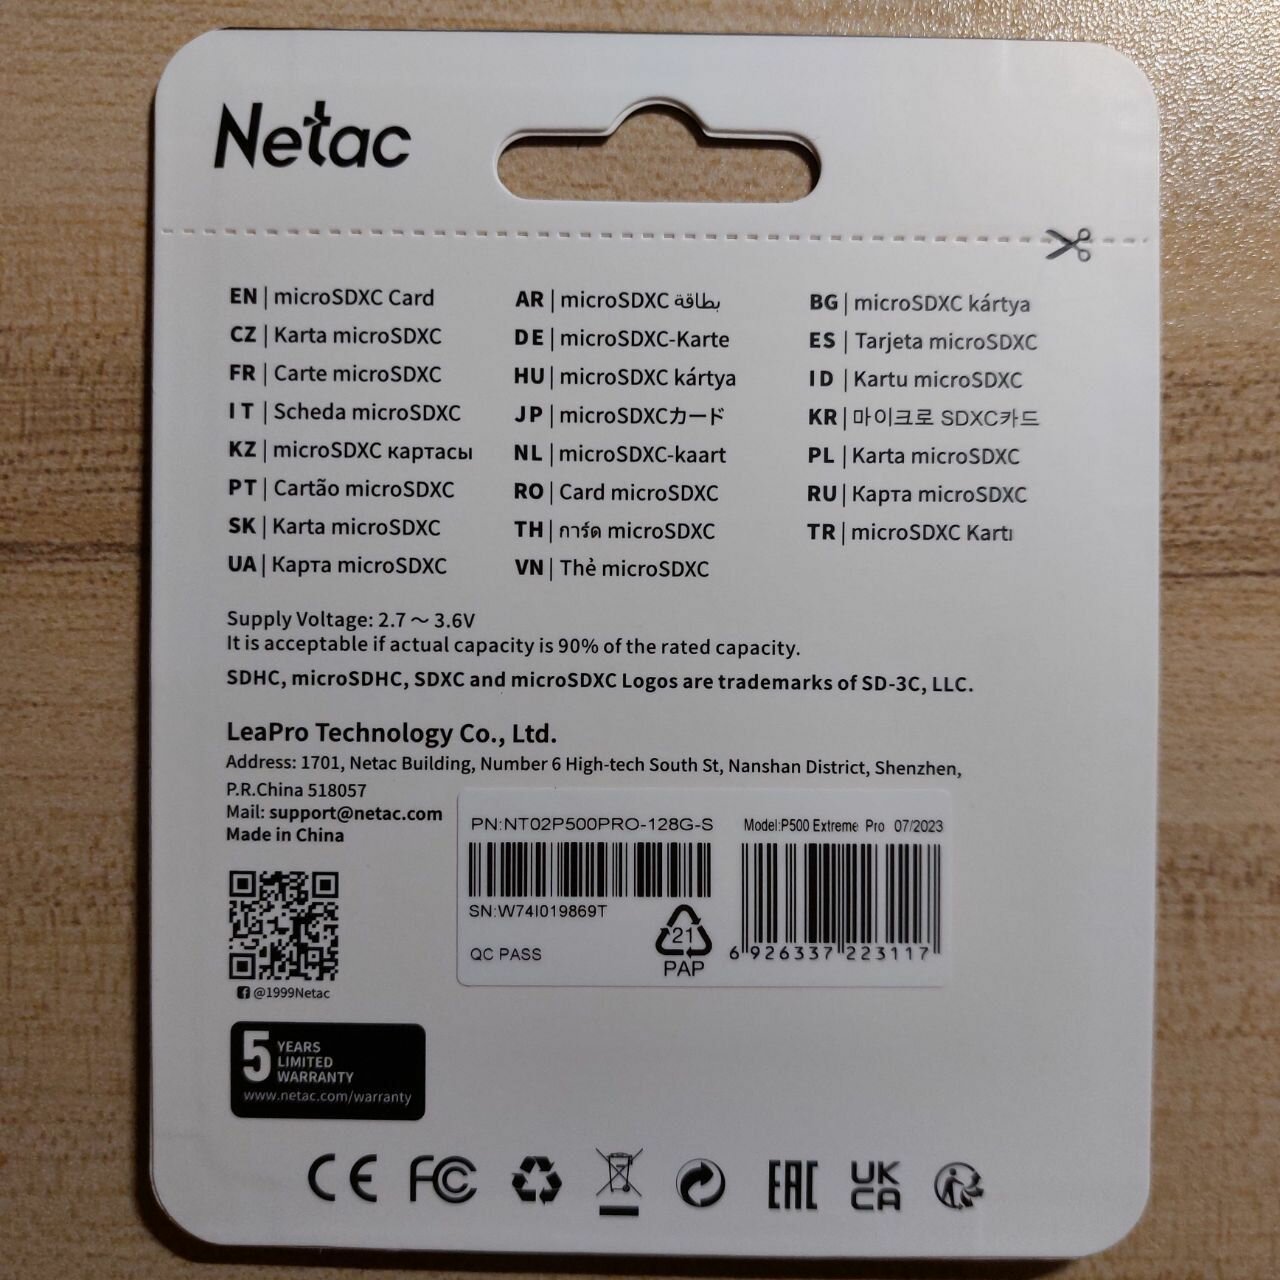 Netac
EN | microSDXC Card
AR | microSDXC بطاقة
BG | microSDXC kártya
CZ | Karta microSDXC
DE | microSDXC-Karte
ES | Tarjeta microSDXC
FR | Carte microSDXC
HU | microSDXC kártya
ID | Kartu microSDXC
IT | Scheda microSDXC
JP | microSDXCカード
KR | 마이크로 SDXC카드
KZ | microSDXC картасы
NL | microSDXC-kaart
PL | Karta microSDXC
PT | Cartão microSDXC
RO | Card microSDXC
RU | Карта microSDXC
SK | Karta microSDXC
TH | การ์ด microSDXC
TR | microSDXC Kartı
UA | Карта microSDXC
VN | Thẻ microSDXC
Supply Voltage: 2.7～3.6V
It is acceptable if actual capacity is 90% of the rated capacity.
SDHC, microSDHC, SDXC and microSDXC Logos are trademarks of SD-3C, LLC.
LeaPro Technology Co., Ltd.
Address: 1701, Netac Building, Number 6 High-tech South St, Nanshan District, Shenzhen,
P.R.China 518057
Mail: support@netac.com
Made in China
PN:NT02P500PRO-128G-S
Model:P500 Extreme Pro 07/2023
SN:W74I019869T
QC PASS
21
PAP
6 926337 223117
@1999Netac
5 YEARS
LIMITED
WARRANTY
www.netac.com/warranty
CE FC EAC UK
CA